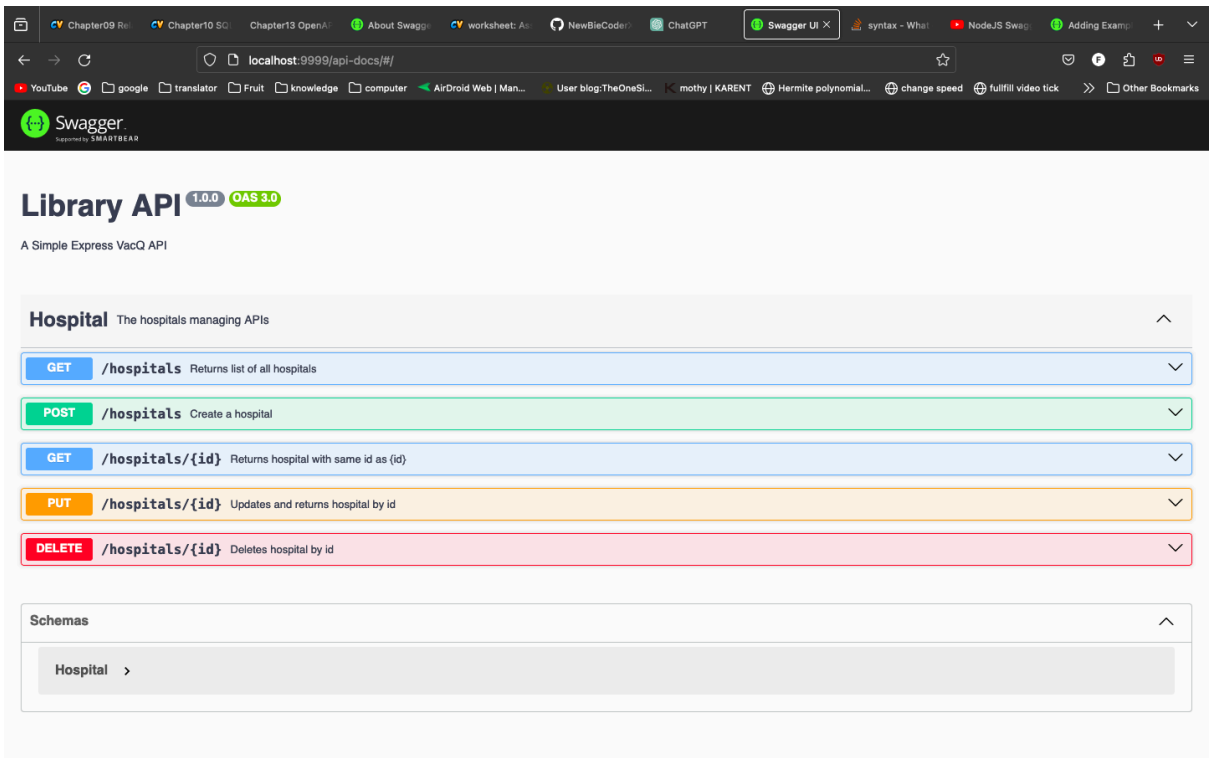 Chapter09 Rel
Chapter10 SQL
Chapter13 OpenAP
About Swagge
worksheet: As
NewBieCoder
ChatGPT
Swagger UI
syntax - What
NodeJS Swag
Adding Examp
localhost:9999/api-docs/#/
YouTube
google
translator
Fruit
knowledge
computer
AirDroid Web | Man...
User blog:TheOneSi...
mothy | KARENT
Hermite polynomial...
change speed
fullfill video tick
Other Bookmarks
Swagger.
Supported by SMARTBEAR
Library API 1.0.0 OAS 3.0
A Simple Express VacQ API
Hospital The hospitals managing APIs
GET /hospitals Returns list of all hospitals
POST /hospitals Create a hospital
GET /hospitals/{id} Returns hospital with same id as {id}
PUT /hospitals/{id} Updates and returns hospital by id
DELETE /hospitals/{id} Deletes hospital by id
Schemas
Hospital